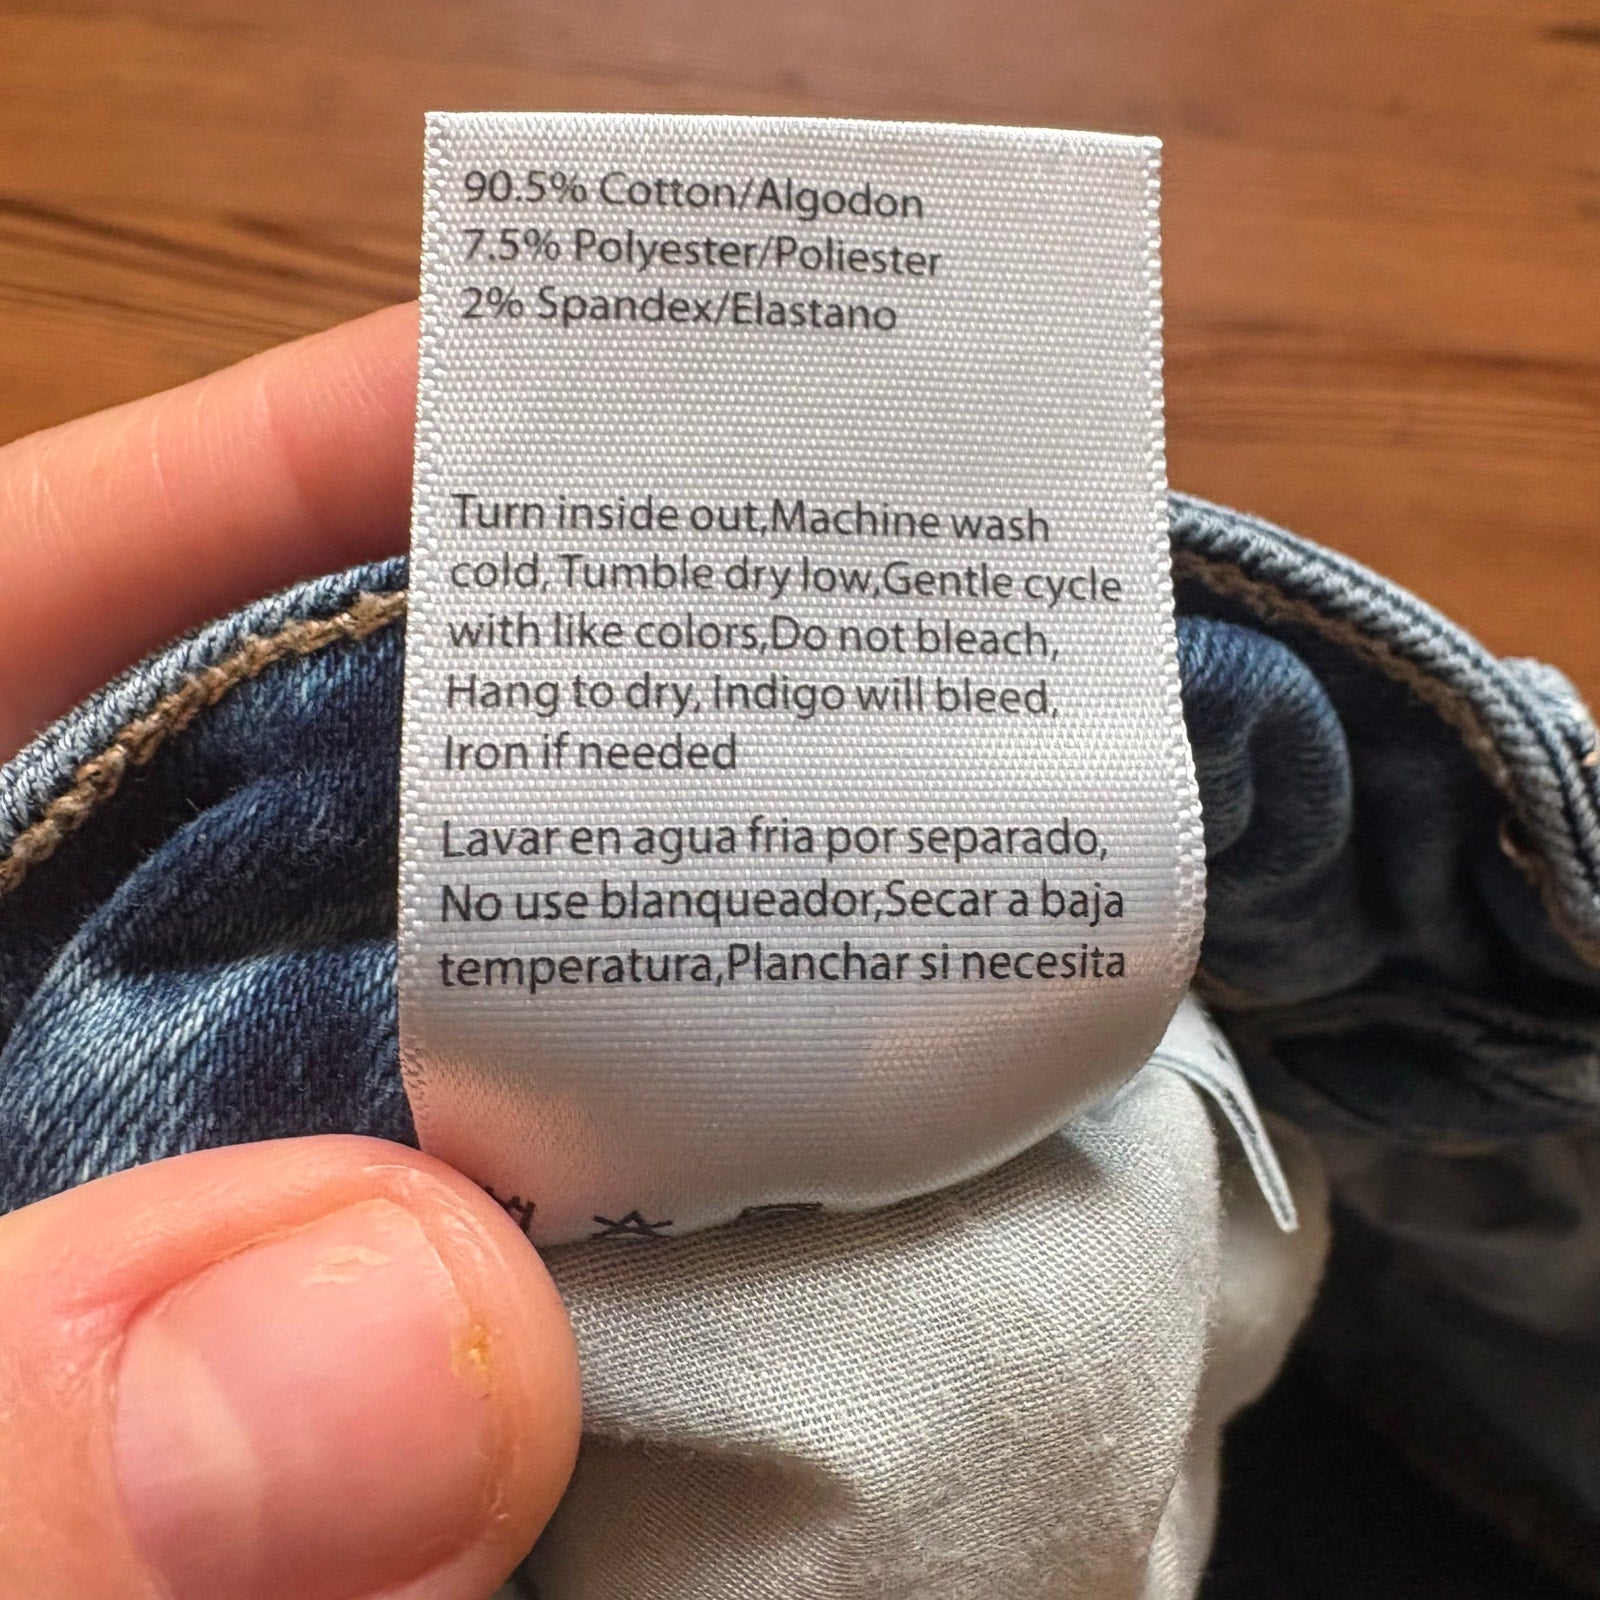 90.5% Cotton/Algodon
7.5% Polyester/Poliester
2% Spandex/Elastano
Turn inside out,Machine wash
cold, Tumble dry low,Gentle cycle
with like colors,Do not bleach,
Hang to dry, Indigo will bleed,
Iron if needed
Lavar en agua fria por separado,
No use blanqueador,Secar a baja
temperatura,Planchar si necesita